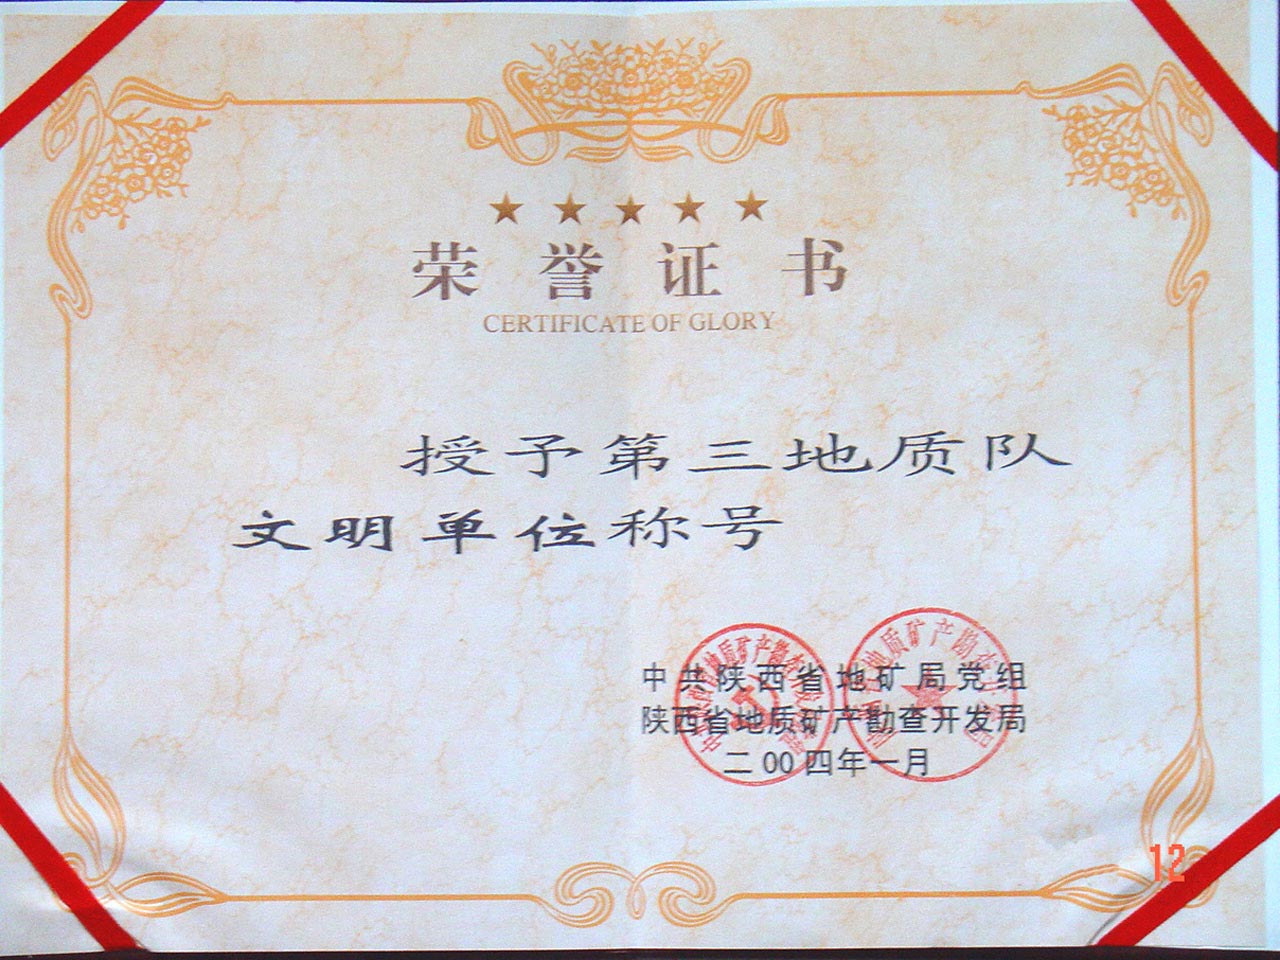 荣誉证书
CERTIFICATE OF GLORY
授予第三地质队
文明单位称号
中共陕西省地矿局党组
陕西省地质矿产勘查开发局
二00四年一月
12